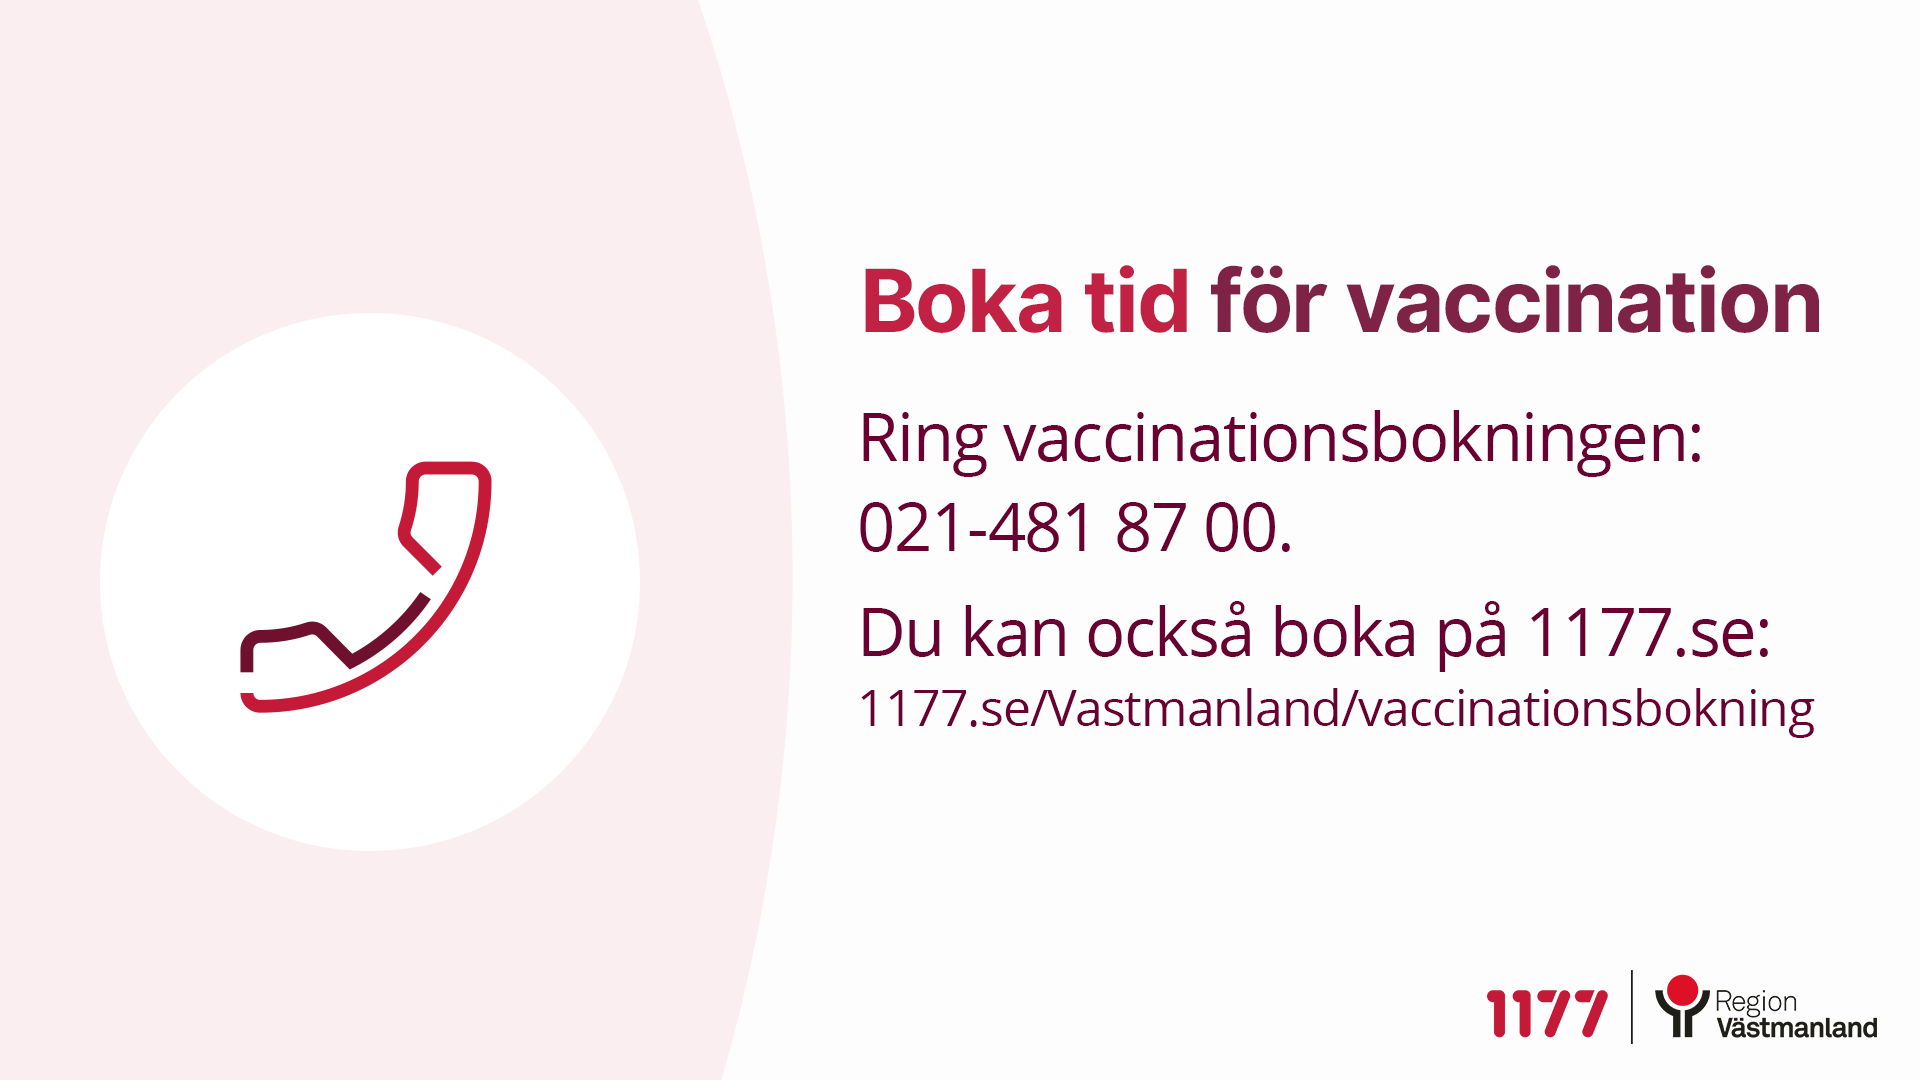 Boka tid för vaccination
Ring vaccinationsbokningen:
021-481 87 00.
Du kan också boka på 1177.se:
1177.se/Vastmanland/vaccinationsbokning
1177
Region
Västmanland